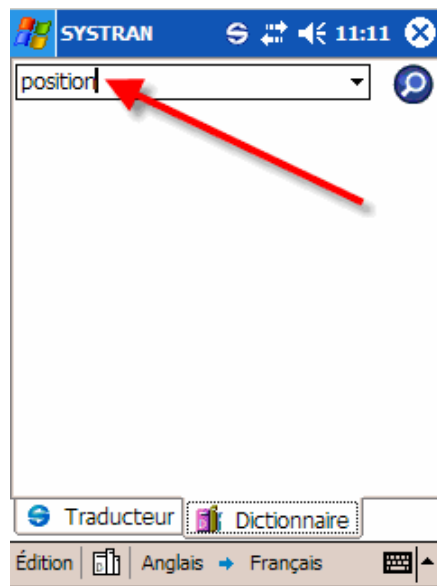 SYSTRAN 11:11
position
Traducteur Dictionnaire
Édition Anglais Français